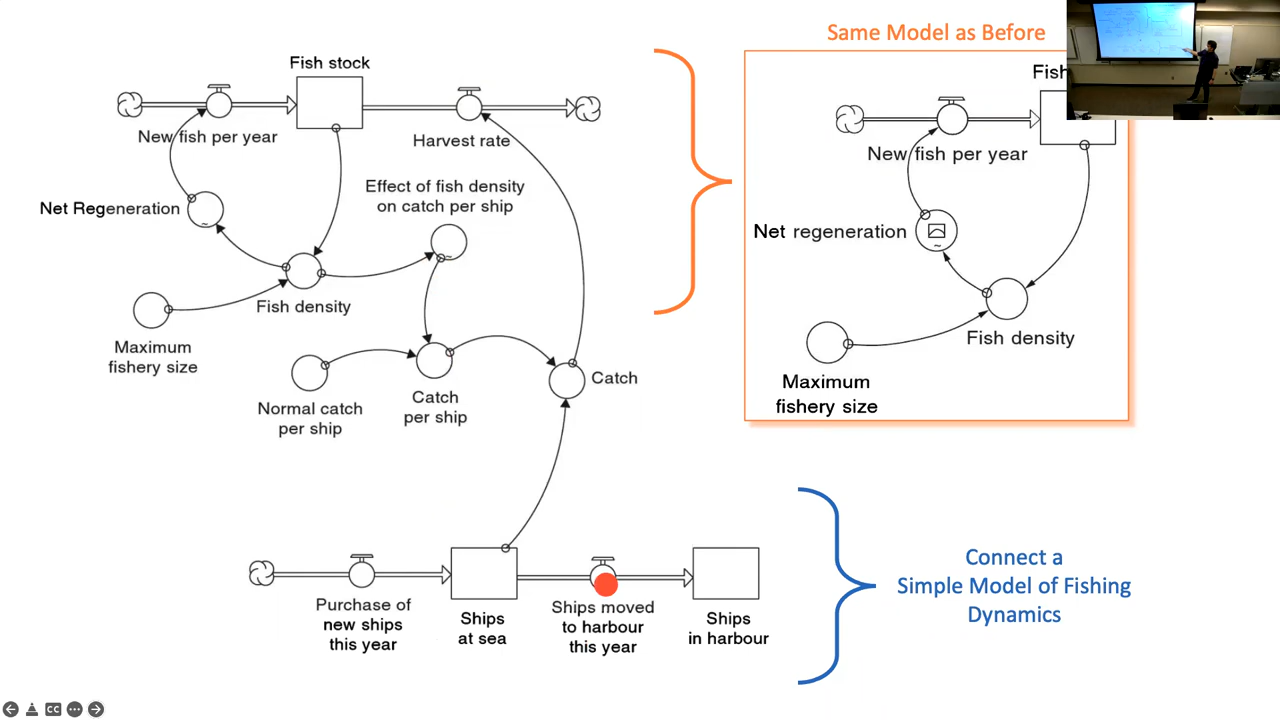 Same Model as Before
Fish stock
New fish per year
Harvest rate
Effect of fish density
on catch per ship
Net Regeneration
Fish density
Maximum
fishery size
Normal catch
per ship
Catch
per ship
Catch
Purchase of
new ships
this year
Ships
at sea
Ships moved
to harbour
this year
Ships
in harbour
Fish
New fish per year
Net regeneration
Fish density
Maximum
fishery size
Connect a
Simple Model of Fishing
Dynamics
CC